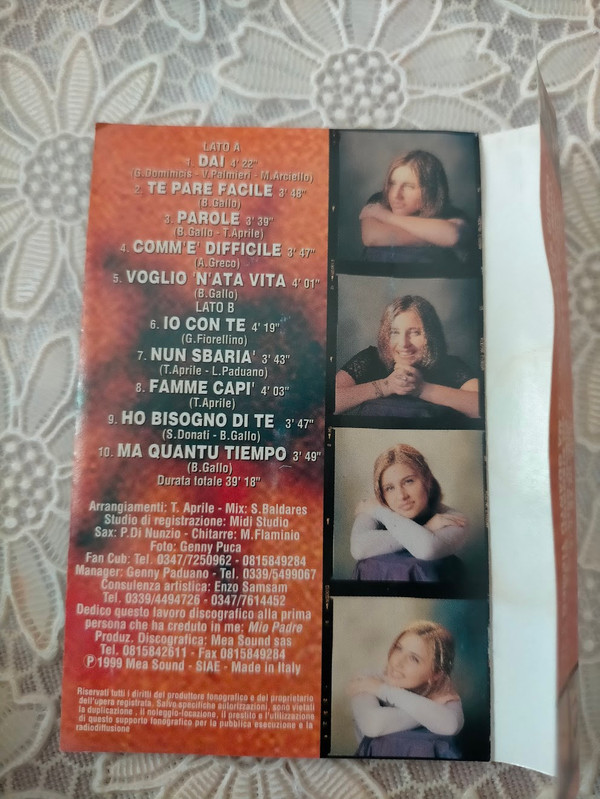 LATO A
1. DAI 4' 22"
(G.Dominicis - V.Palmieri - M.Arciello)
2. TE PARE FACILE 3' 48"
(B.Gallo)
3. PAROLE 3' 39"
(B.Gallo - T.Aprile)
4. COMM'E' DIFFICILE 3' 47"
(A.Greco)
5. VOGLIO 'N'ATA VITA 4' 01"
(B.Gallo)
LATO B
6. IO CON TE 4' 19"
(G.Fiorellino)
7. NUN SBARIA' 3' 43"
(T.Aprile - L.Paduano)
8. FAMME CAPI' 4' 03"
(T.Aprile)
9. HO BISOGNO DI TE 3' 47"
(S.Donati - B.Gallo)
10. MA QUANTU TIEMPO 3' 49"
(B.Gallo)
Durata totale 39' 18"
Arrangiamenti: T. Aprile - Mix: S.Baldares
Studio di registrazione: Midi Studio
Sax: P.Di Nunzio - Chitarre: M.Flaminio
Foto: Genny Puca
Fan Cub: Tel. 0347/7250962 - 0815849284
Manager: Genny Paduano - Tel. 0339/5499067
Consulenza artistica: Enzo Samsam
Tel. 0339/4494726 - 0347/7614452
Dedico questo lavoro discografico alla prima
persona che ha creduto in me: Mio Padre
Produz. Discografica: Mea Sound sas
Tel. 0815842611 - Fax 0815849284
Ⓟ1999 Mea Sound - SIAE - Made in Italy
Riservati tutti i diritti del produttore fonografico e del proprietario
dell'opera registrata. Salvo specifiche autorizzazioni, sono vietati
la duplicazione , il noleggio-locazione, il prestito e l'utilizzazione
di questo supporto fonografico per la pubblica esecuzione e la
radiodiffusione